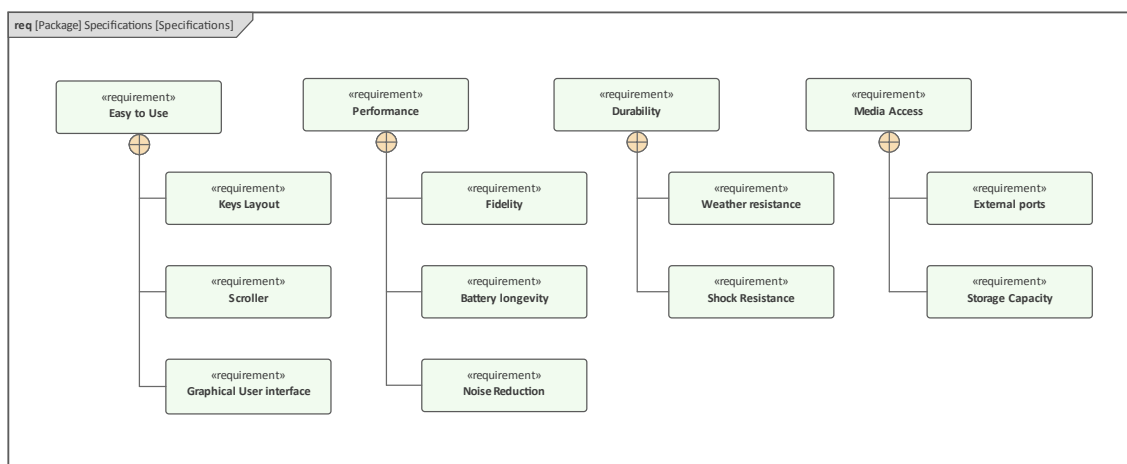 req [Package] Specifications [Specifications]
«requirement»
Easy to Use
«requirement»
Keys Layout
«requirement»
Scroller
«requirement»
Graphical User interface
«requirement»
Performance
«requirement»
Fidelity
«requirement»
Battery longevity
«requirement»
Noise Reduction
«requirement»
Durability
«requirement»
Weather resistance
«requirement»
Shock Resistance
«requirement»
Media Access
«requirement»
External ports
«requirement»
Storage Capacity